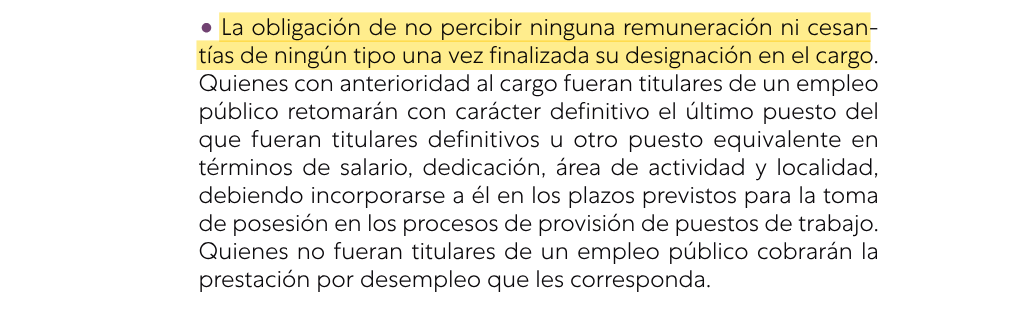 • La obligación de no percibir ninguna remuneración ni cesan-
tías de ningún tipo una vez finalizada su designación en el cargo.
Quienes con anterioridad al cargo fueran titulares de un empleo
público retomarán con carácter definitivo el último puesto del
que fueran titulares definitivos u otro puesto equivalente en
términos de salario, dedicación, área de actividad y localidad,
debiendo incorporarse a él en los plazos previstos para la toma
de posesión en los procesos de provisión de puestos de trabajo.
Quienes no fueran titulares de un empleo público cobrarán la
prestación por desempleo que les corresponda.